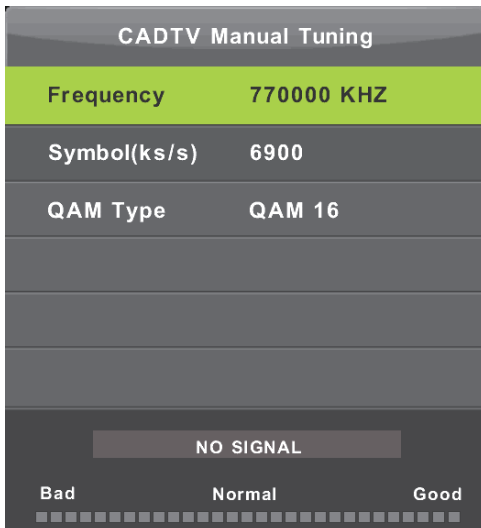 CADTV Manual Tuning
Frequency 770000 KHZ
Symbol(ks/s) 6900
QAM Type QAM 16
NO SIGNAL
Bad Normal Good